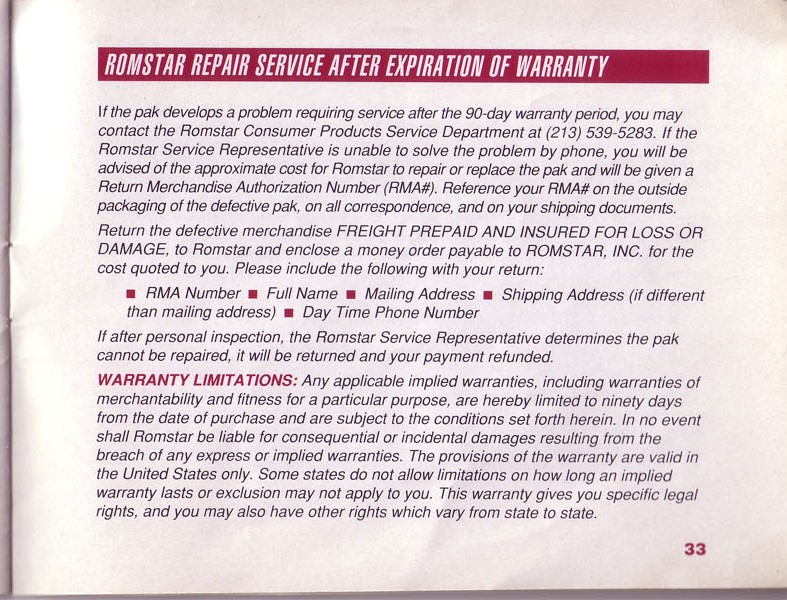 ROMSTAR REPAIR SERVICE AFTER EXPIRATION OF WARRANTY
If the pak develops a problem requiring service after the 90-day warranty period, you may
contact the Romstar Consumer Products Service Department at (213) 539-5283. If the
Romstar Service Representative is unable to solve the problem by phone, you will be
advised of the approximate cost for Romstar to repair or replace the pak and will be given a
Return Merchandise Authorization Number (RMA#). Reference your RMA# on the outside
packaging of the defective pak, on all correspondence, and on your shipping documents.
Return the defective merchandise FREIGHT PREPAID AND INSURED FOR LOSS OR
DAMAGE, to Romstar and enclose a money order payable to ROMSTAR, INC. for the
cost quoted to you. Please include the following with your return:
■ RMA Number ■ Full Name ■ Mailing Address ■ Shipping Address (if different
than mailing address) ■ Day Time Phone Number
If after personal inspection, the Romstar Service Representative determines the pak
cannot be repaired, it will be returned and your payment refunded.
WARRANTY LIMITATIONS: Any applicable implied warranties, including warranties of
merchantability and fitness for a particular purpose, are hereby limited to ninety days
from the date of purchase and are subject to the conditions set forth herein. In no event
shall Romstar be liable for consequential or incidental damages resulting from the
breach of any express or implied warranties. The provisions of the warranty are valid in
the United States only. Some states do not allow limitations on how long an implied
warranty lasts or exclusion may not apply to you. This warranty gives you specific legal
rights, and you may also have other rights which vary from state to state.
33